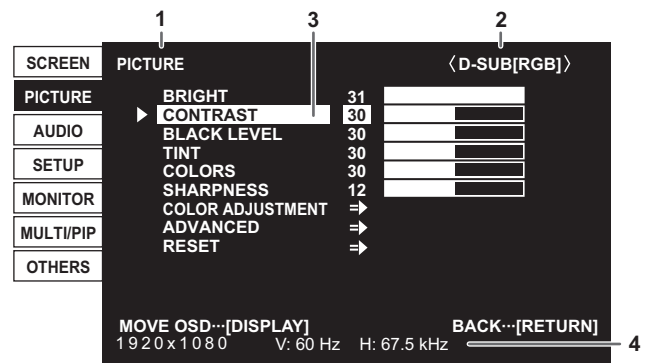 1 3 2
SCREEN
PICTURE
AUDIO
SETUP
MONITOR
MULTI/PIP
OTHERS
PICTURE 〈D-SUB[RGB]〉
BRIGHT 31
CONTRAST 30
BLACK LEVEL 30
TINT 30
COLORS 30
SHARPNESS 12
COLOR ADJUSTMENT
ADVANCED
RESET
MOVE OSD···[DISPLAY] BACK···[RETURN]
1920x1080 V: 60 Hz H: 67.5 kHz 4